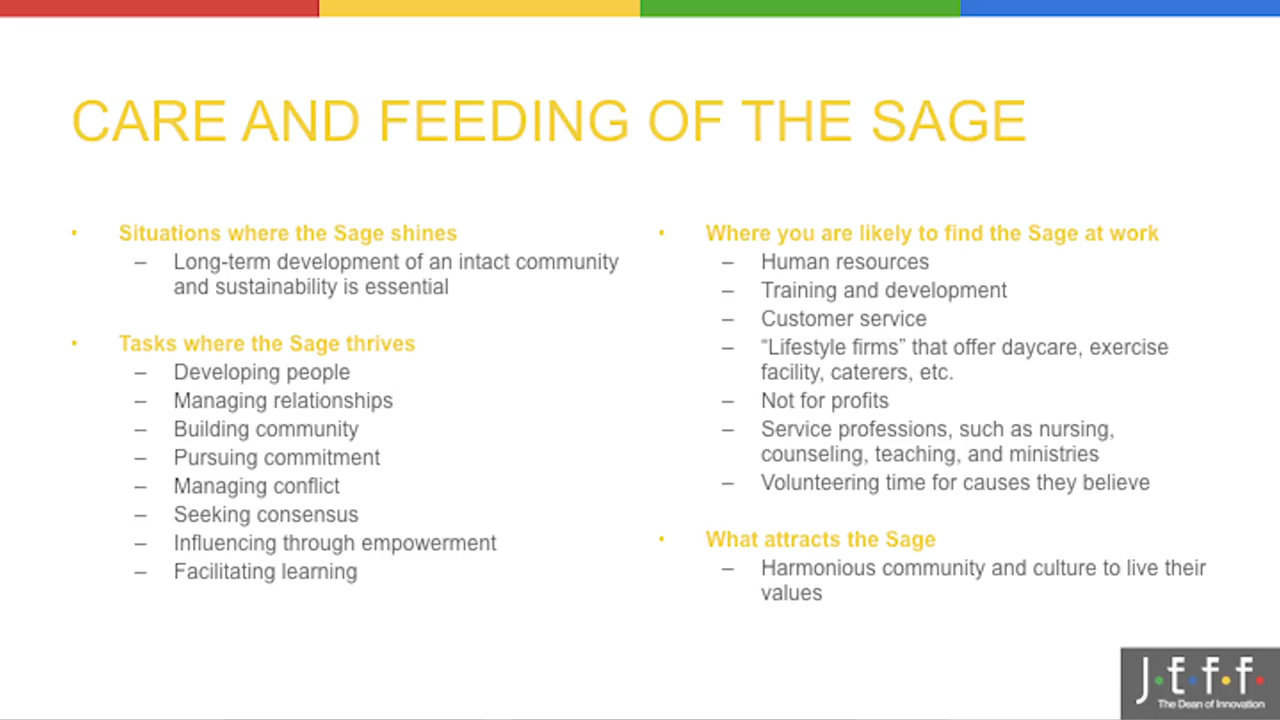 CARE AND FEEDING OF THE SAGE
• Situations where the Sage shines
– Long-term development of an intact community
and sustainability is essential
• Tasks where the Sage thrives
– Developing people
– Managing relationships
– Building community
– Pursuing commitment
– Managing conflict
– Seeking consensus
– Influencing through empowerment
– Facilitating learning
• Where you are likely to find the Sage at work
– Human resources
– Training and development
– Customer service
– “Lifestyle firms” that offer daycare, exercise
facility, caterers, etc.
– Not for profits
– Service professions, such as nursing,
counseling, teaching, and ministries
– Volunteering time for causes they believe
• What attracts the Sage
– Harmonious community and culture to live their
values
J•E•F•F•
The Dean of Innovation